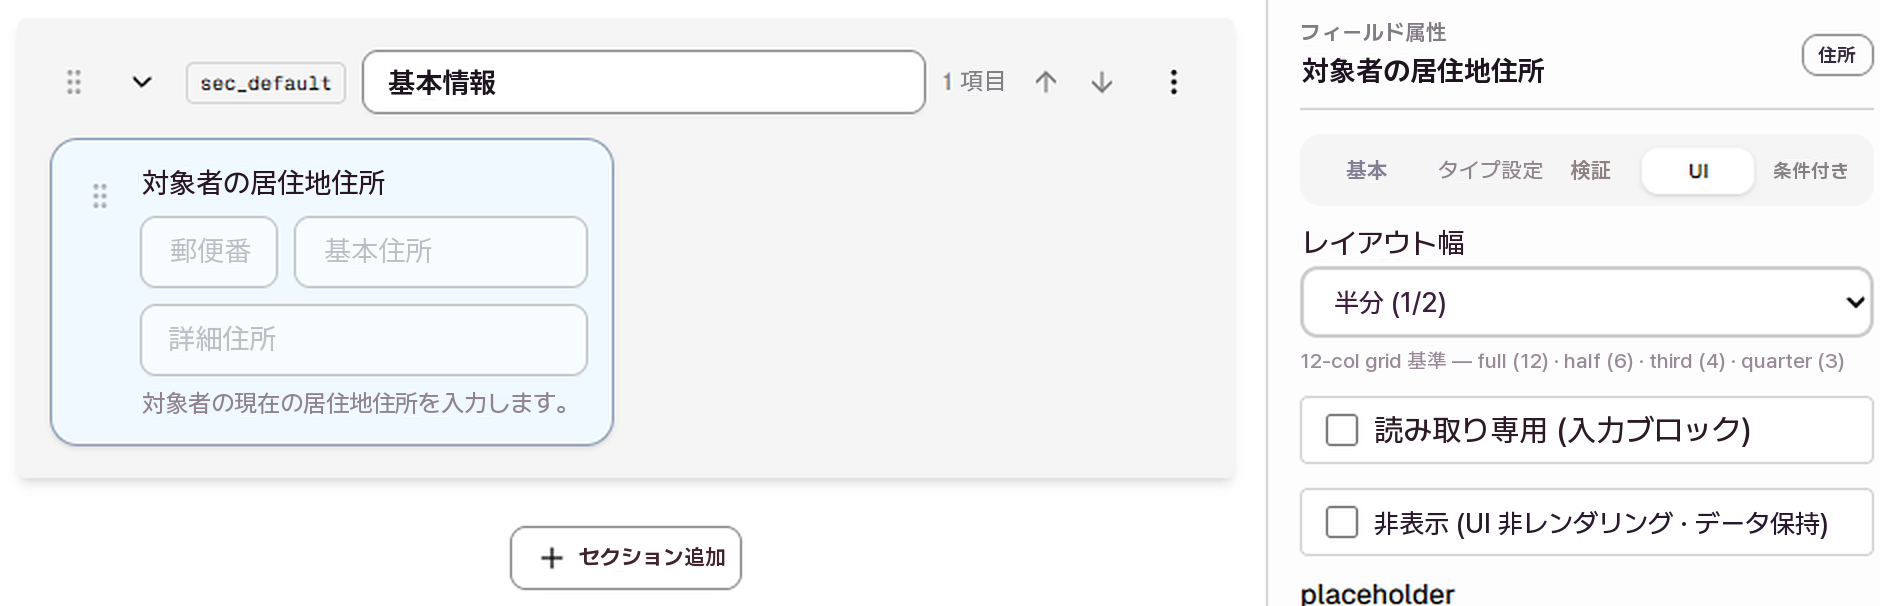 sec_default
基本情報
1 項目
対象者の居住地住所
郵便番
基本住所
詳細住所
対象者の現在の居住地住所を入力します。
セクション追加
フィールド属性
対象者の居住地住所
住所
基本 タイプ設定 検証 UI 条件付き
レイアウト幅
半分 (1/2)
12-col grid 基準 — full (12) · half (6) · third (4) · quarter (3)
読み取り専用 (入力ブロック)
非表示 (UI 非レンダリング · データ保持)
placeholder